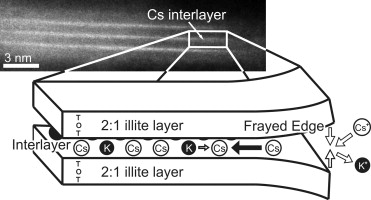 Cs interlayer
3 nm
T
O
T
2:1 illite layer
Frayed Edge
Cs⁺
Interlayer
Cs
K
Cs
Cs
K
Cs
Cs
K⁺
T
O
T
2:1 illite layer